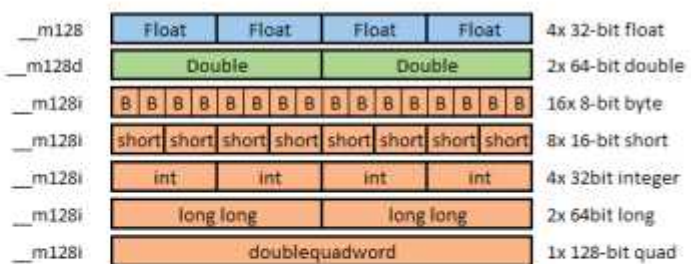 __m128 Float Float Float Float 4x 32-bit float
__m128d Double Double 2x 64-bit double
__m128i B B B B B B B B B B B B B B B B 16x 8-bit byte
__m128i short short short short short short short short 8x 16-bit short
__m128i int int int int 4x 32bit integer
__m128i long long long long 2x 64bit long
__m128i doublequadword 1x 128-bit quad